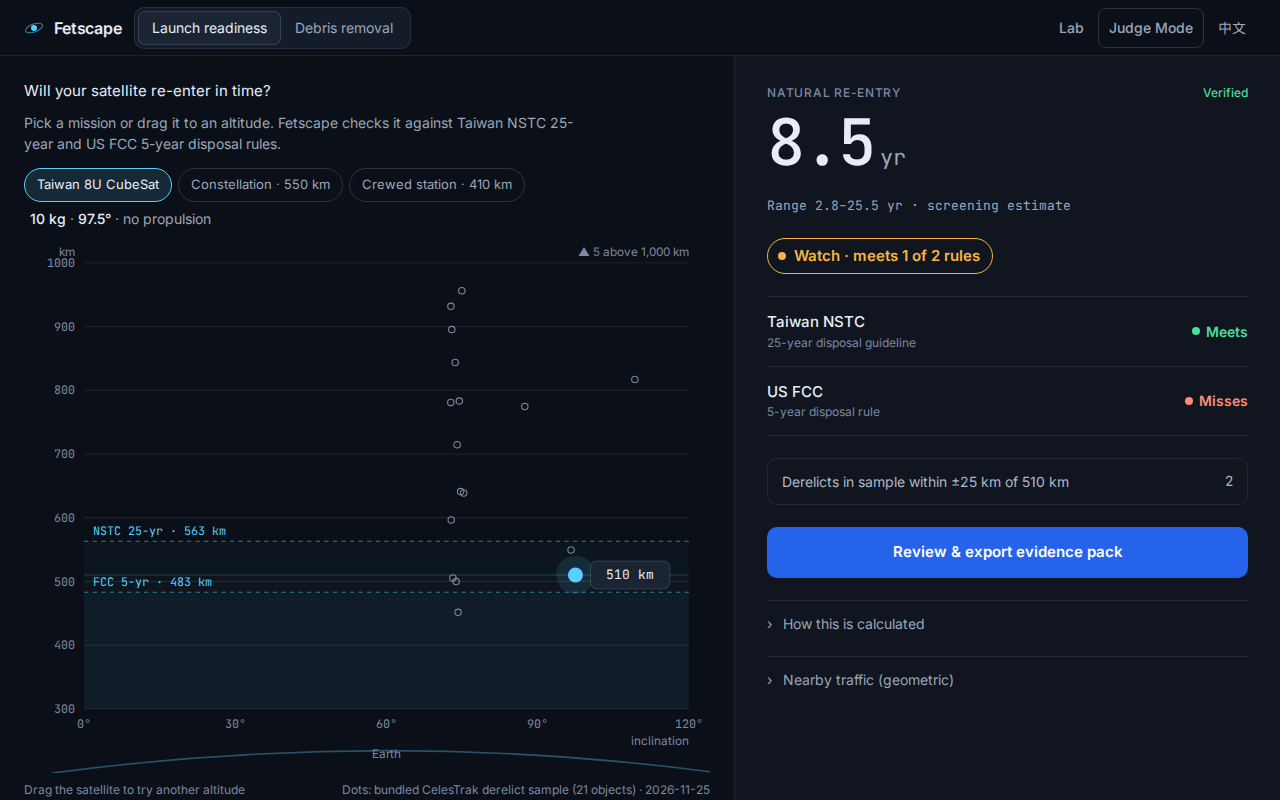 Fetscape
Launch readiness
Debris removal
Lab
Judge Mode
中文
Will your satellite re-enter in time?
Pick a mission or drag it to an altitude. Fetscape checks it against Taiwan NSTC 25-
year and US FCC 5-year disposal rules.
Taiwan 8U CubeSat
Constellation · 550 km
Crewed station · 410 km
10 kg · 97.5° · no propulsion
km
▲ 5 above 1,000 km
1000
900
800
700
600
NSTC 25-yr · 563 km
510 km
500
FCC 5-yr · 483 km
400
300
0°
30°
60°
90°
120°
inclination
Earth
Drag the satellite to try another altitude
Dots: bundled CelesTrak derelict sample (21 objects) · 2026-11-25
NATURAL RE-ENTRY
Verified
8.5 yr
Range 2.8–25.5 yr · screening estimate
Watch · meets 1 of 2 rules
Taiwan NSTC
25-year disposal guideline
Meets
US FCC
5-year disposal rule
Misses
Derelicts in sample within ±25 km of 510 km
2
Review & export evidence pack
› How this is calculated
› Nearby traffic (geometric)